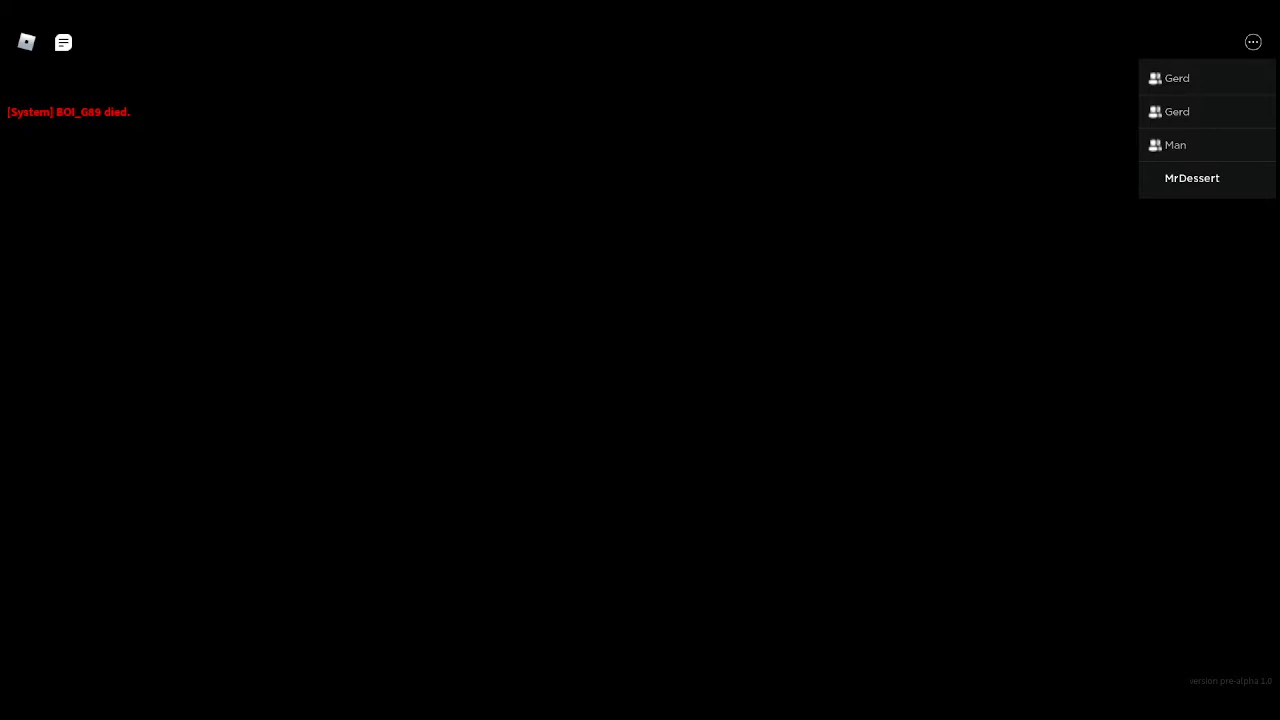 [System] BOI_G89 died.
Gerd
Gerd
Man
MrDessert
version pre-alpha 1.0